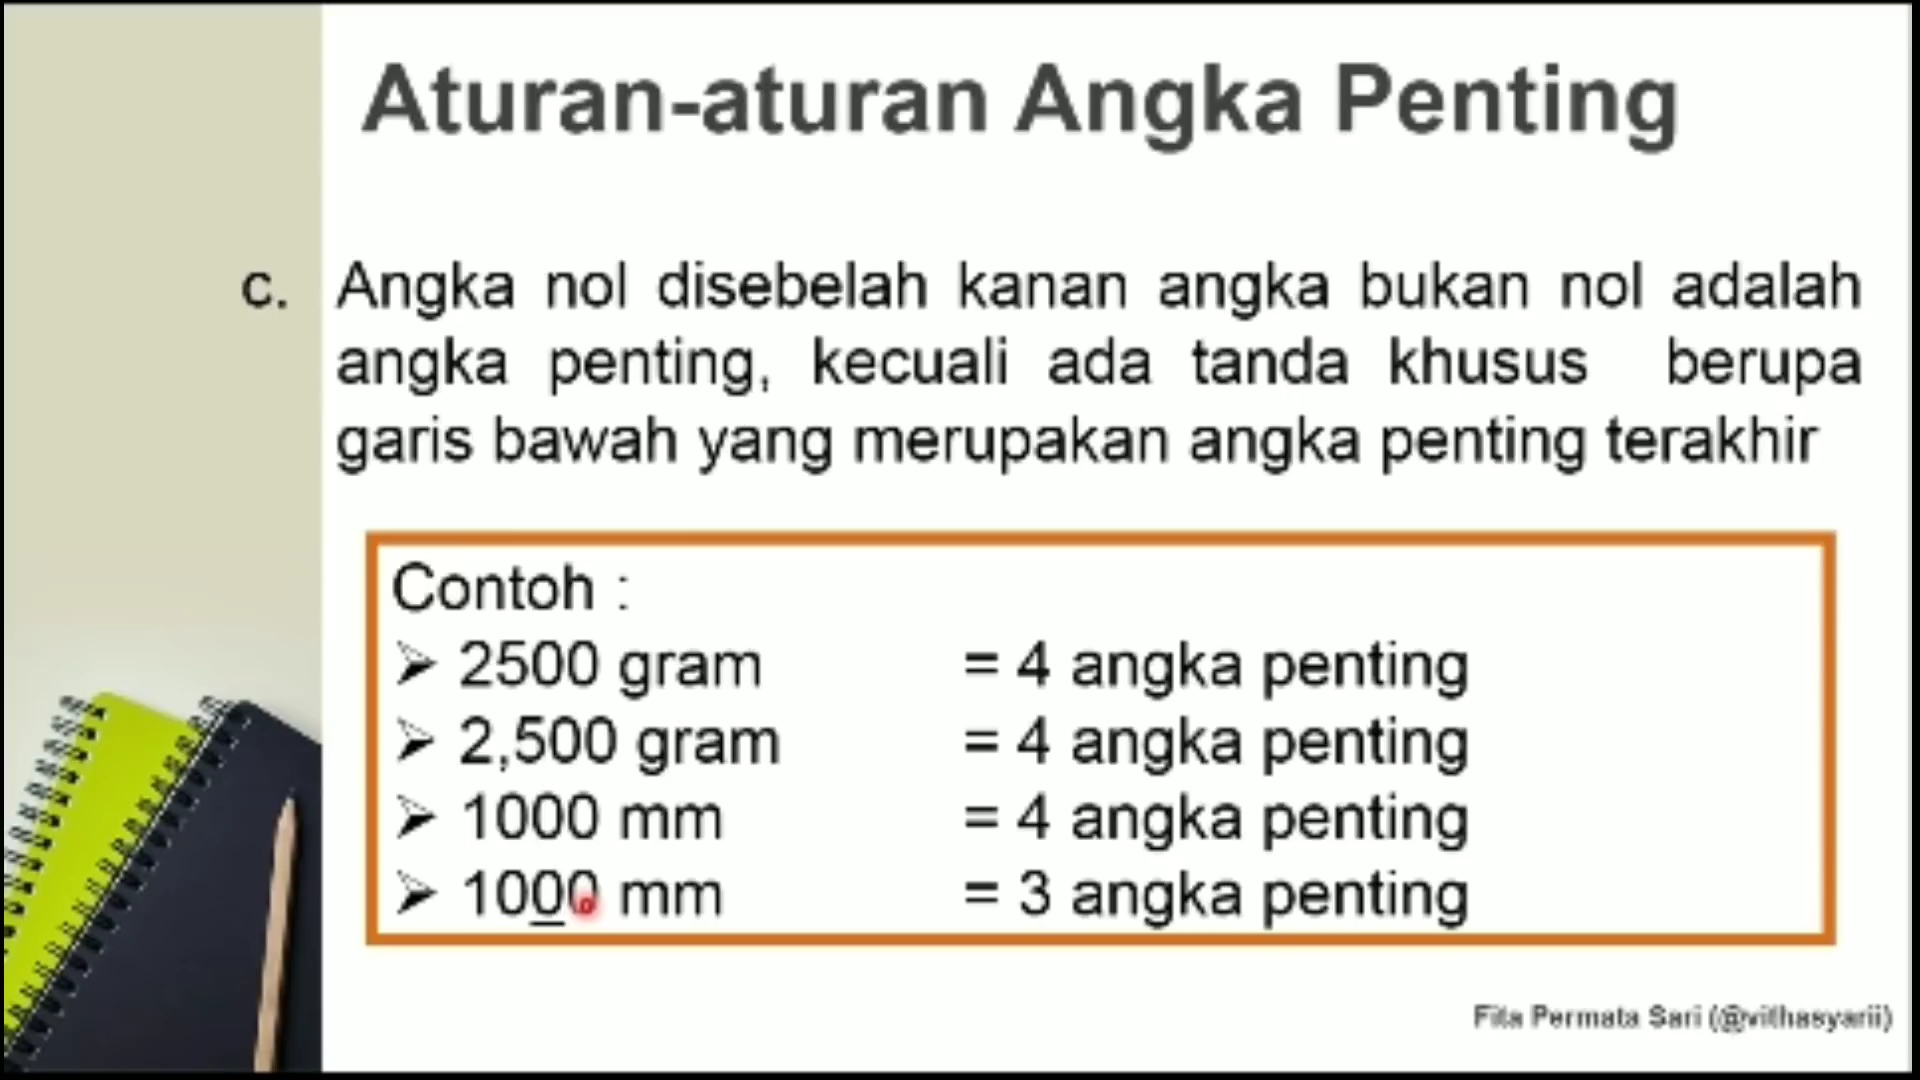 Aturan-aturan Angka Penting
c. Angka nol disebelah kanan angka bukan nol adalah
angka penting, kecuali ada tanda khusus berupa
garis bawah yang merupakan angka penting terakhir
Contoh :
➢ 2500 gram = 4 angka penting
➢ 2,500 gram = 4 angka penting
➢ 1000 mm = 4 angka penting
➢ 1000 mm = 3 angka penting
Fita Permata Sari (@vithasyarii)